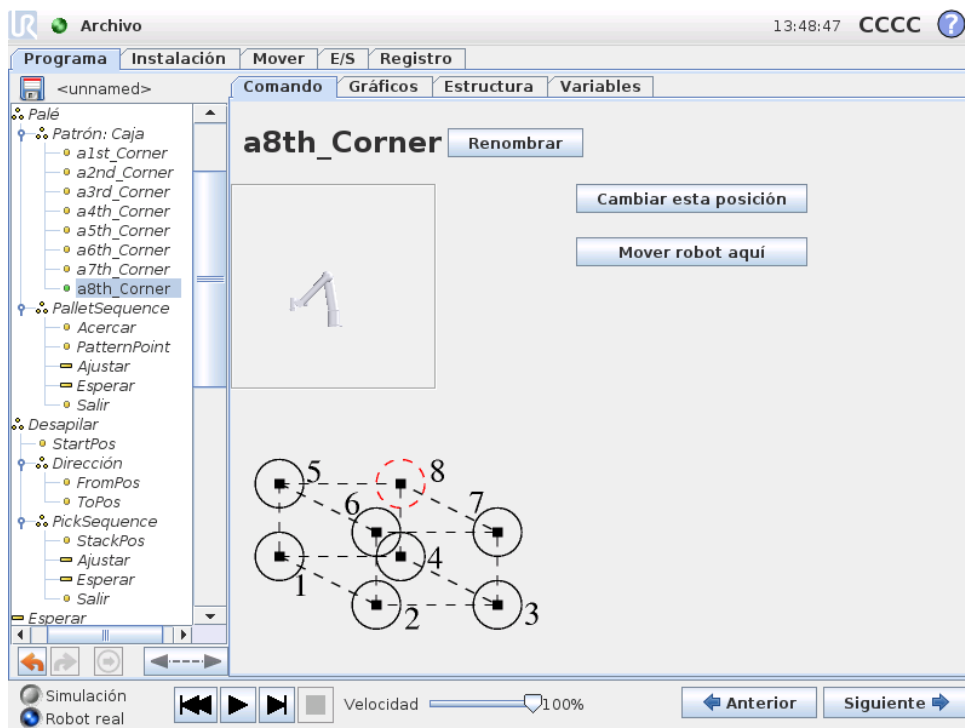 UR Archivo 13:48:47 CCCC ?
Programa Instalación Mover E/S Registro
<unnamed>
Comando Gráficos Estructura Variables
Palé
Patrón: Caja
a1st_Corner
a2nd_Corner
a3rd_Corner
a4th_Corner
a5th_Corner
a6th_Corner
a7th_Corner
a8th_Corner
PalletSequence
Acercar
PatternPoint
Ajustar
Esperar
Salir
Desapilar
StartPos
Dirección
FromPos
ToPos
PickSequence
StackPos
Ajustar
Esperar
Salir
Esperar
a8th_Corner Renombrar
Cambiar esta posición
Mover robot aquí
5 8
6 7
1 4
2 3
Simulación
Robot real
Velocidad 100%
Anterior Siguiente